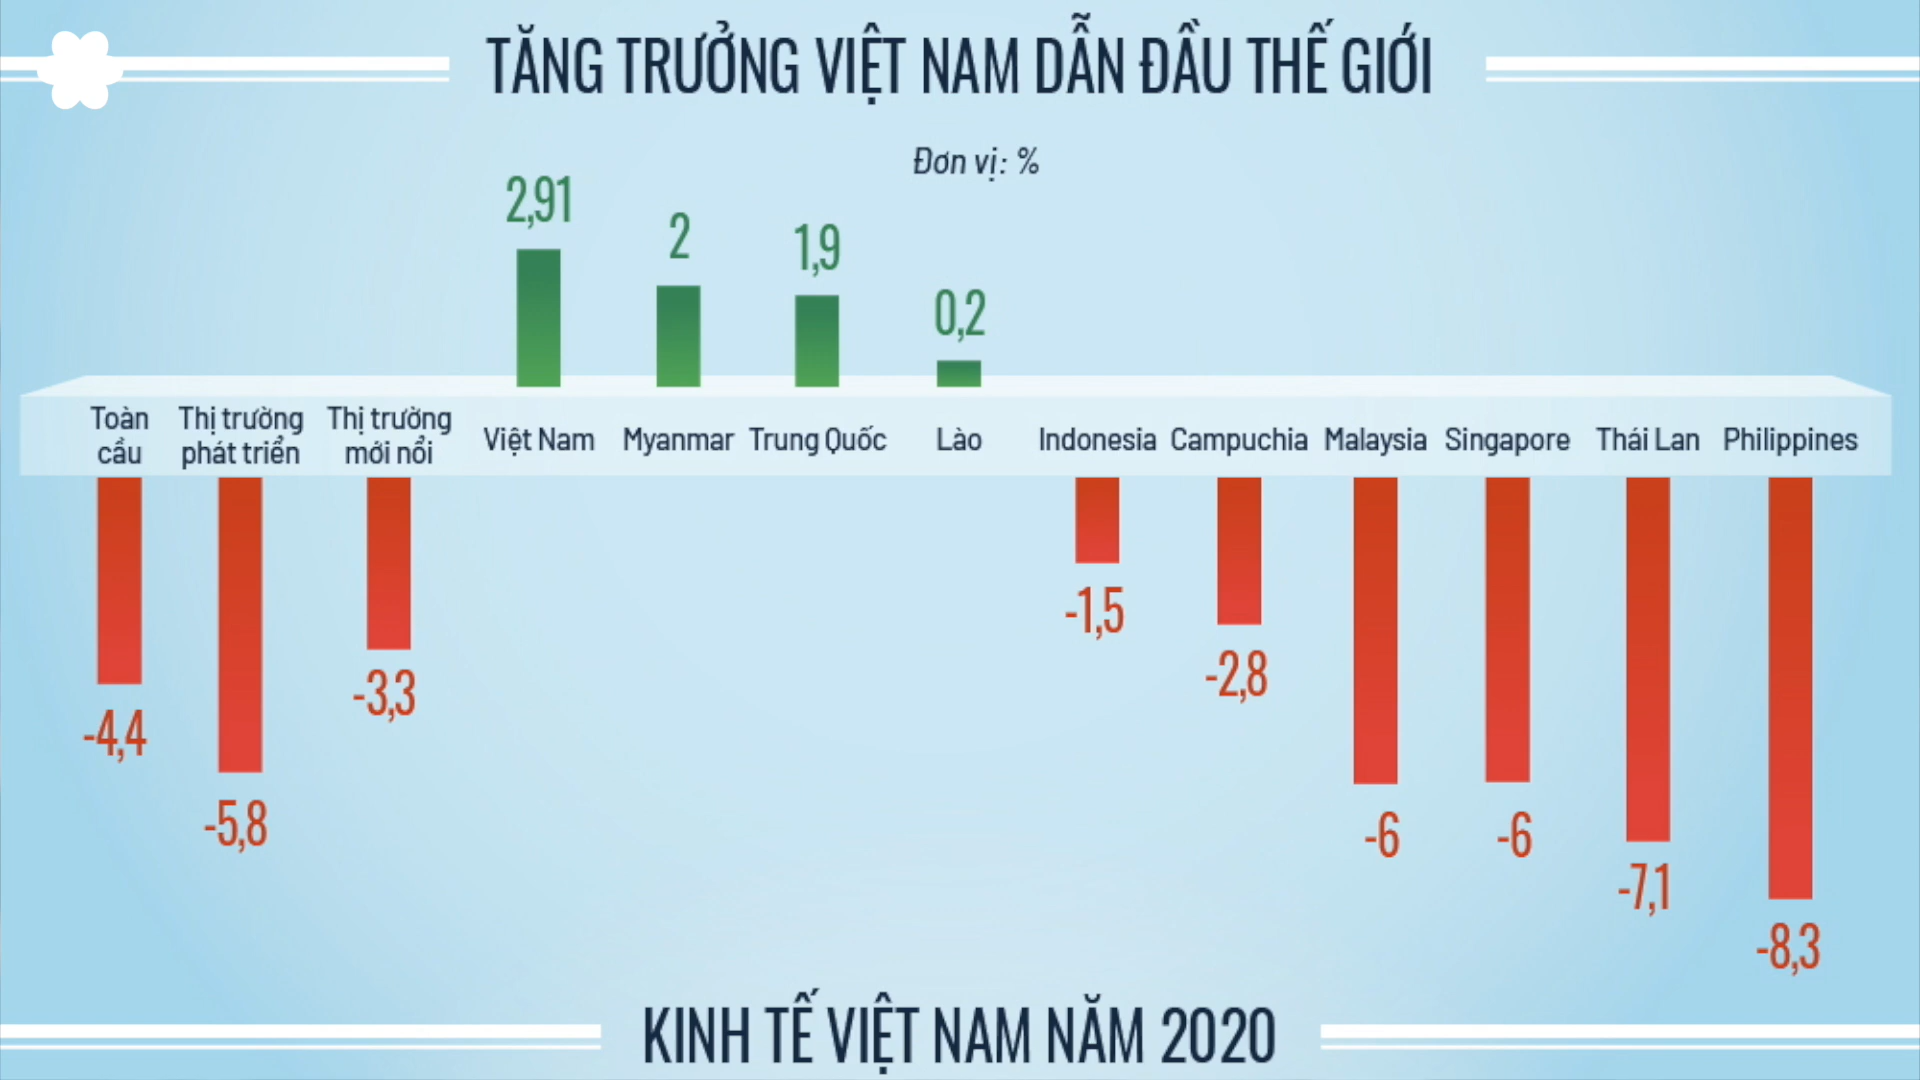 TĂNG TRƯỞNG VIỆT NAM DẪN ĐẦU THẾ GIỚI
Đơn vị: %
2,91
2
1,9
0,2
Toàn
cầu
Thị trường
phát triển
Thị trường
mới nổi
Việt Nam
Myanmar
Trung Quốc
Lào
Indonesia
Campuchia
Malaysia
Singapore
Thái Lan
Philippines
-4,4
-5,8
-3,3
-1,5
-2,8
-6
-6
-7,1
-8,3
KINH TẾ VIỆT NAM NĂM 2020